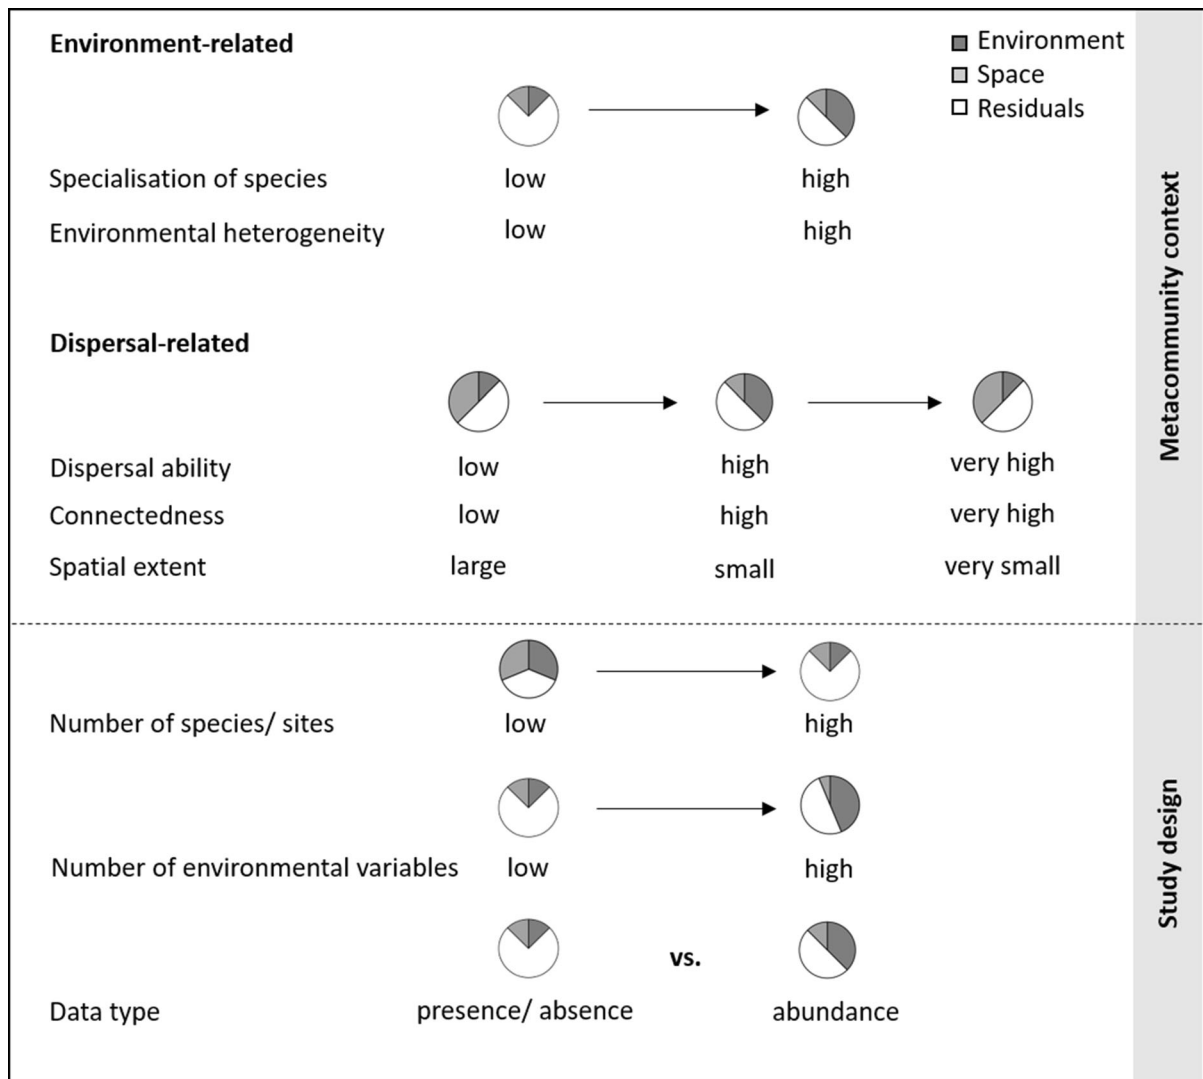 Environment-related
Environment
Space
Residuals
Specialisation of species low high
Environmental heterogeneity low high
Dispersal-related
Dispersal ability low high very high
Connectedness low high very high
Spatial extent large small very small
Metacommunity context
Number of species/ sites low high
Number of environmental variables low high
vs.
Data type presence/ absence abundance
Study design